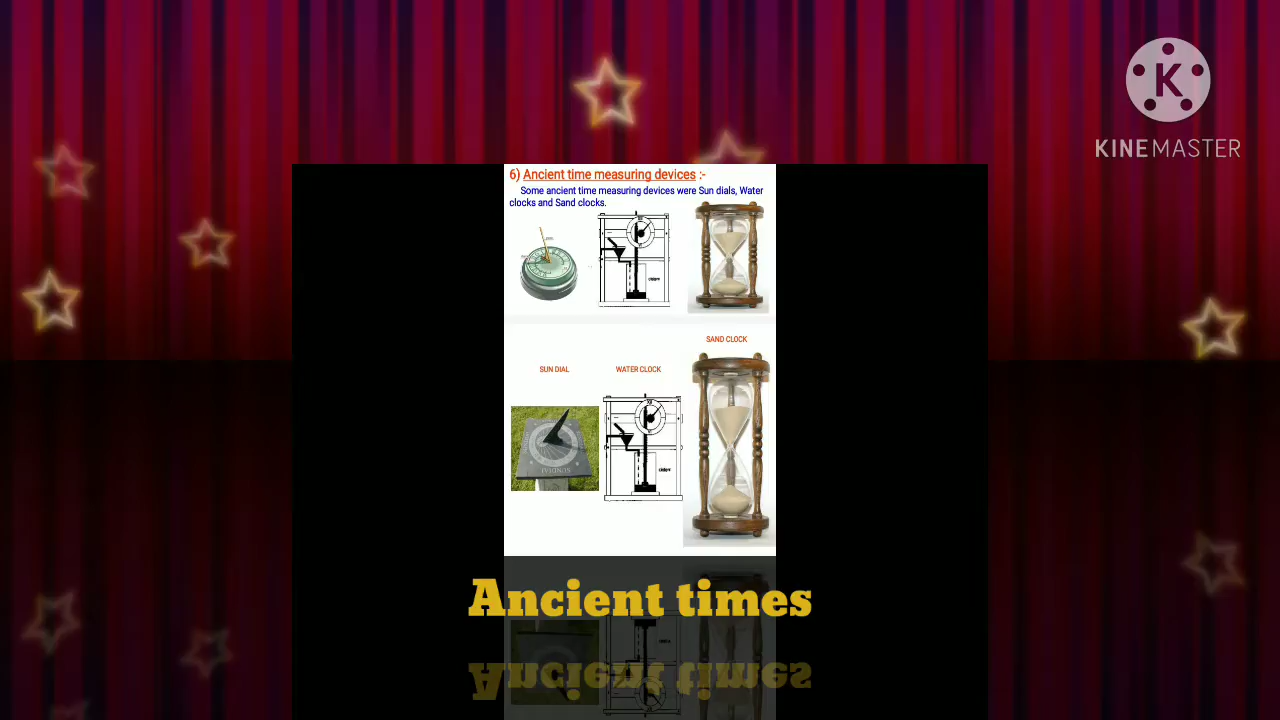 KINEMASTER
6) Ancient time measuring devices :-
Some ancient time measuring devices were Sun dials, Water
clocks and Sand clocks.
SAND CLOCK
SUN DIAL
WATER CLOCK
Ancient times